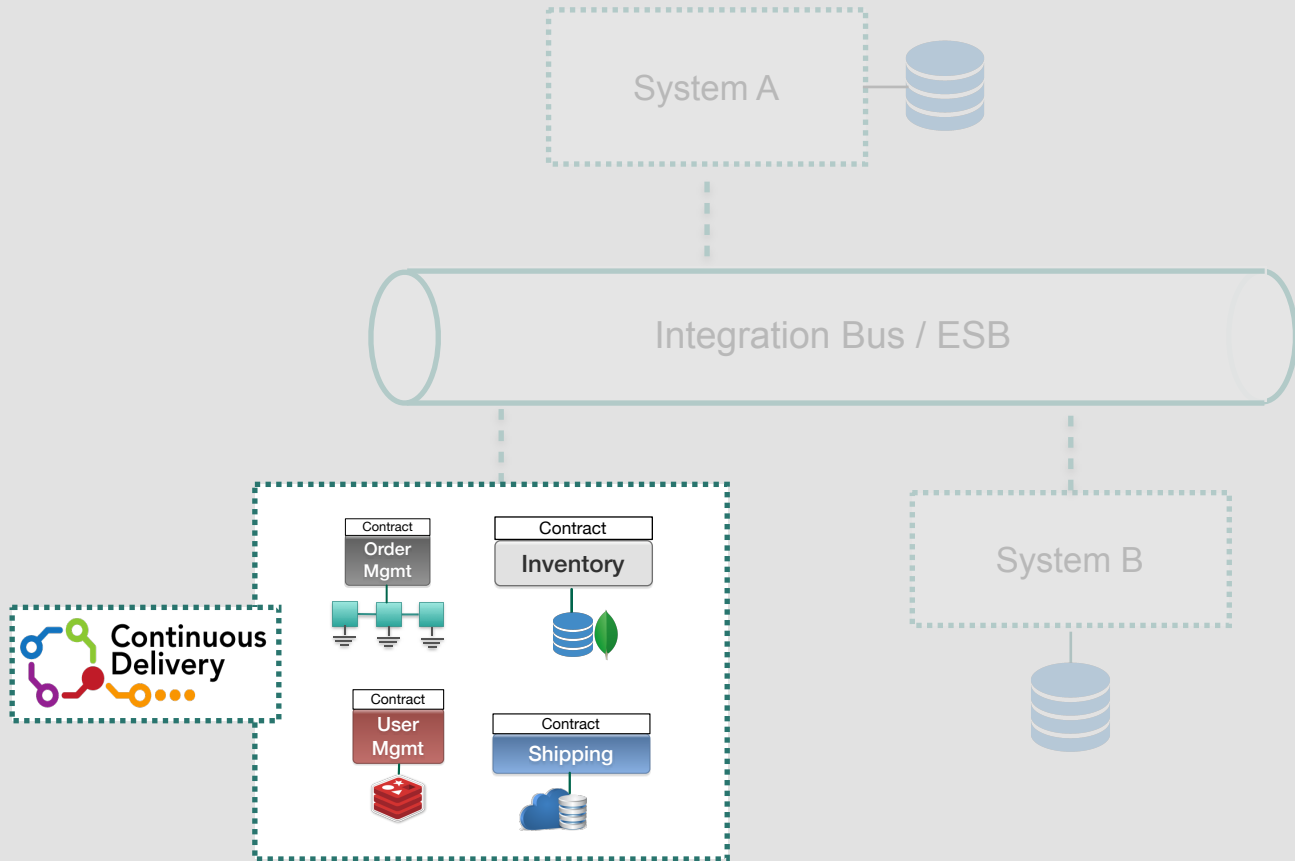 System A
Integration Bus / ESB
System B
Contract
Order
Mgmt
Contract
Inventory
Continuous
Delivery
Contract
User
Mgmt
Contract
Shipping